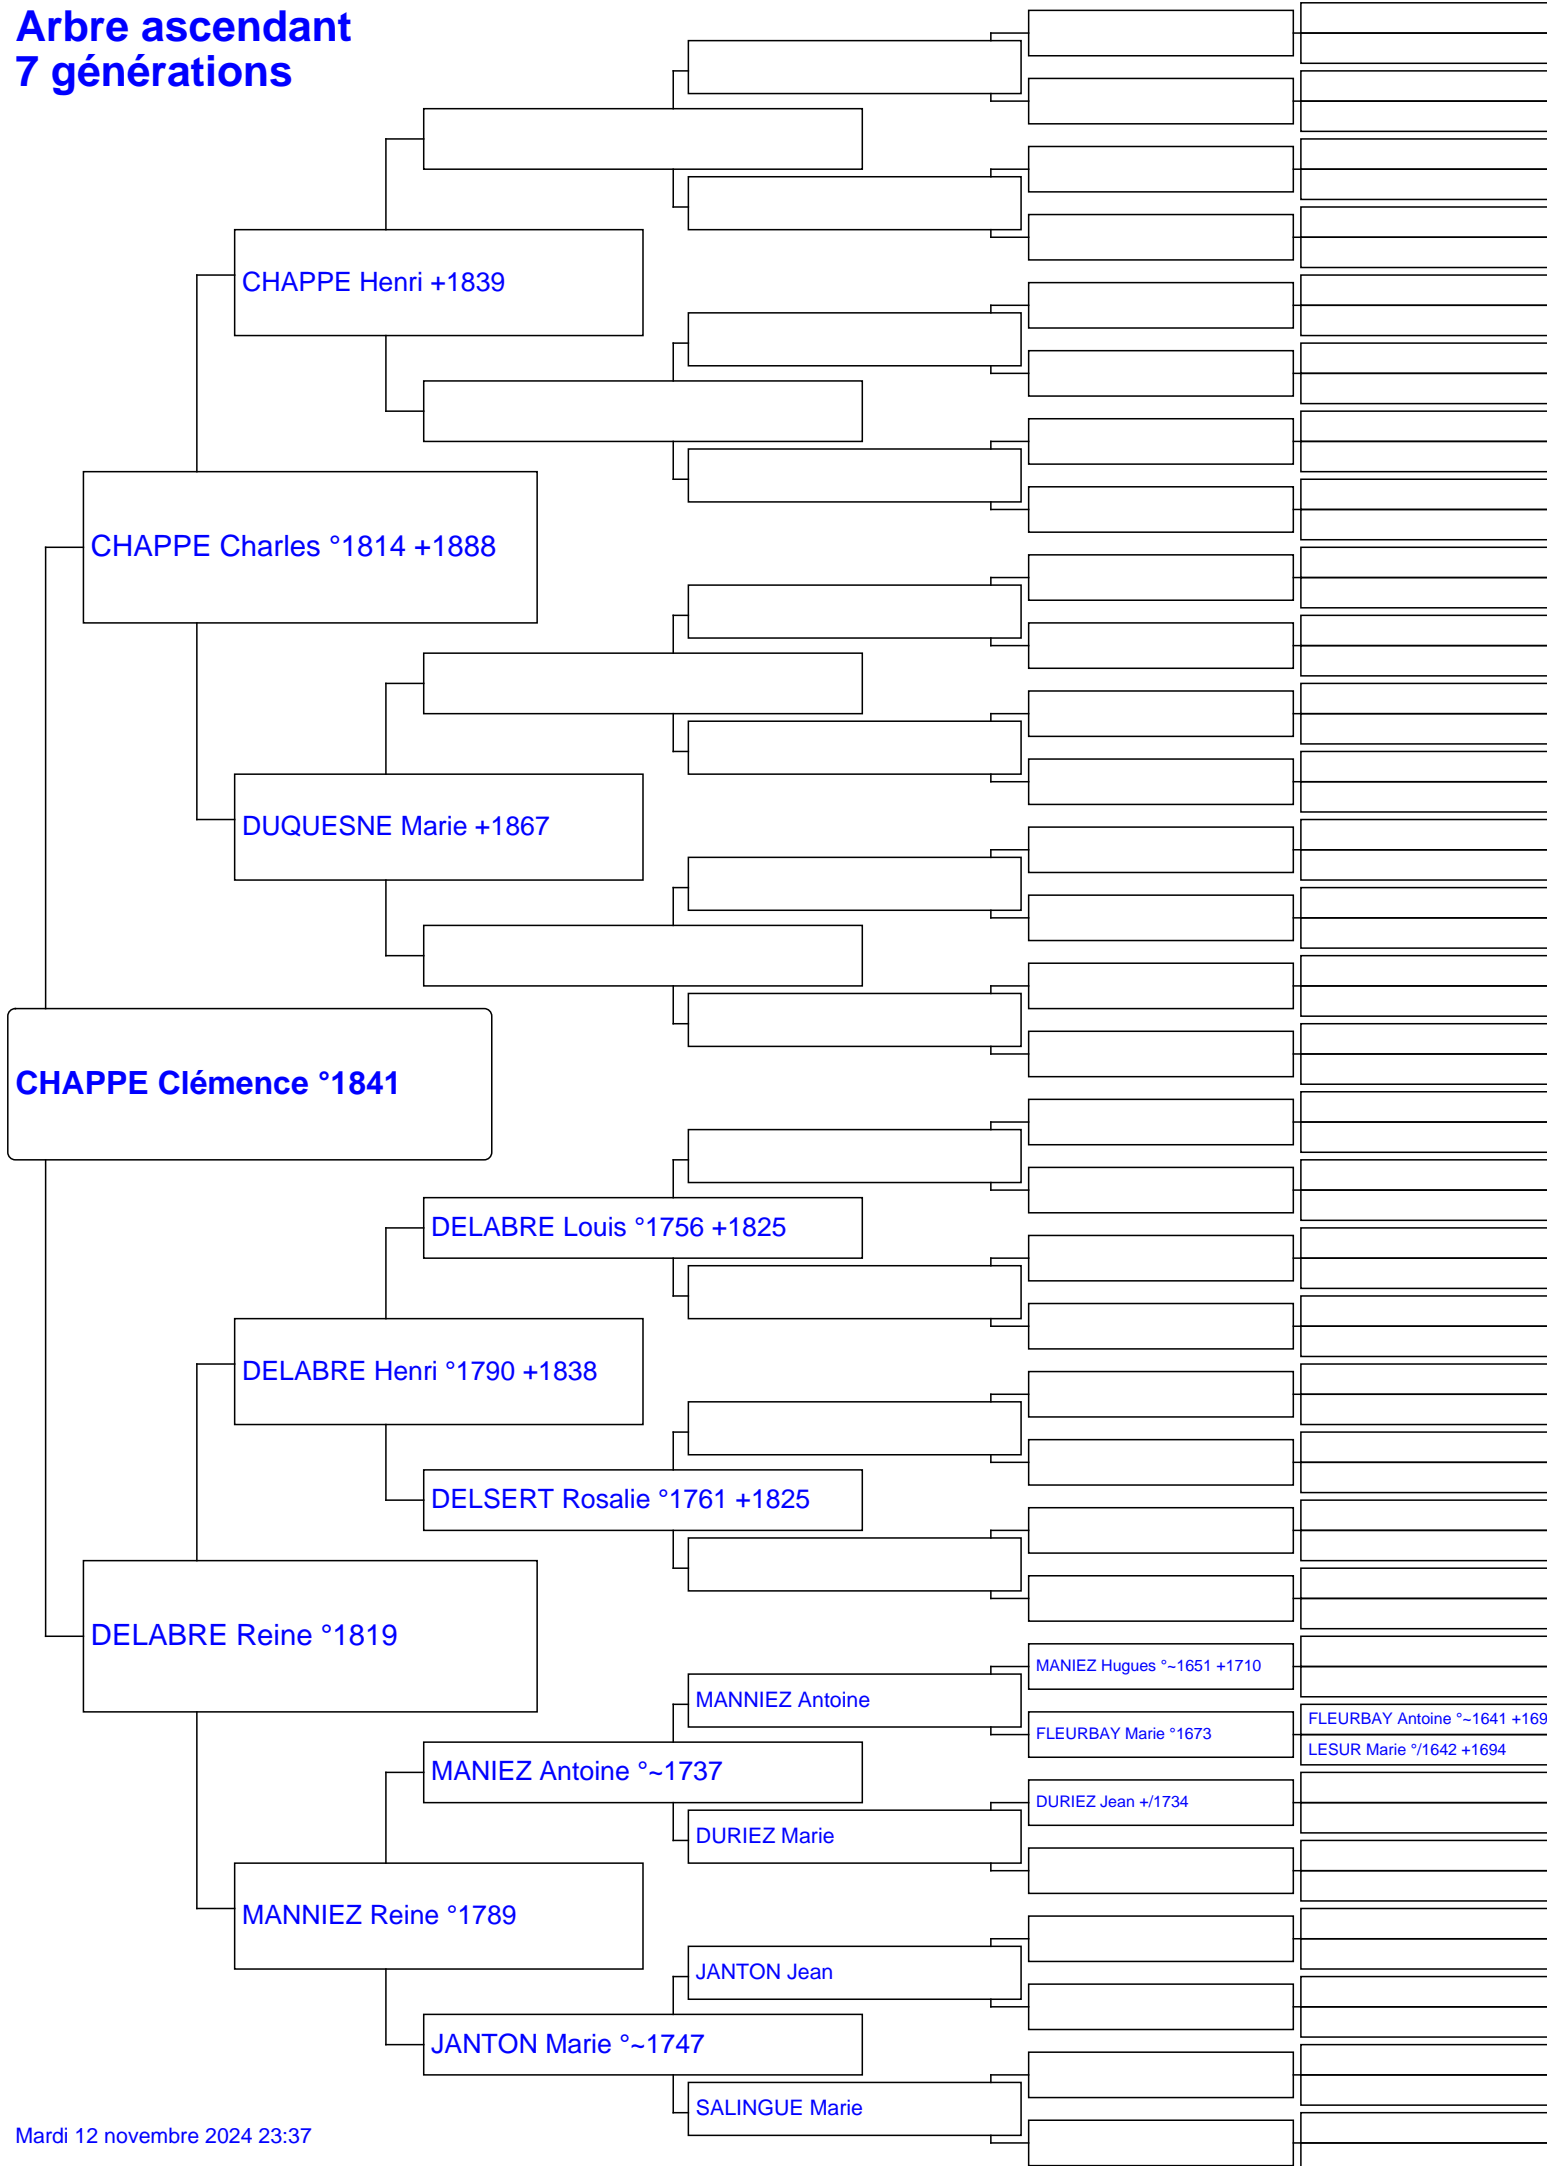 Arbre ascendant
7 générations
CHAPPE Henri +1839
CHAPPE Charles °1814 +1888
DUQUESNE Marie +1867
CHAPPE Clémence °1841
DELABRE Louis °1756 +1825
DELABRE Henri °1790 +1838
DELSERT Rosalie °1761 +1825
DELABRE Reine °1819
MANIEZ Hugues °~1651 +1710
MANNIEZ Antoine
FLEURBAY Antoine °~1641 +169
FLEURBAY Marie °1673
LESUR Marie °/1642 +1694
MANIEZ Antoine °~1737
DURIEZ Jean +/1734
DURIEZ Marie
MANNIEZ Reine °1789
JANTON Jean
JANTON Marie °~1747
SALINGUE Marie
Mardi 12 novembre 2024 23:37